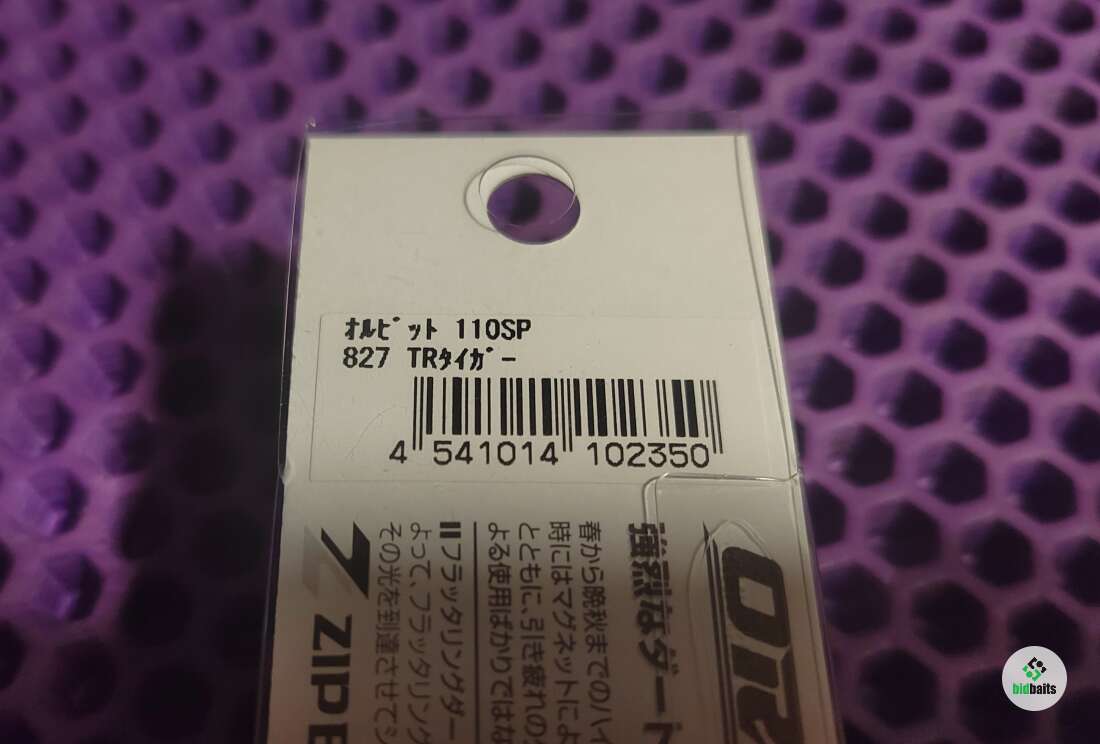 ｵﾙﾋﾞｯﾄ 110SP
827 TRﾀｲｶﾞｰ
4 541014 102350
強烈なダート
春から晩秋までのハイ
時にはマグネットによ
とともに、引き疲れの
よる使用ばかりではな
フラッタリングダー
よって、フラッタリング
その光を到達させてシ
ZIP
bidbaits